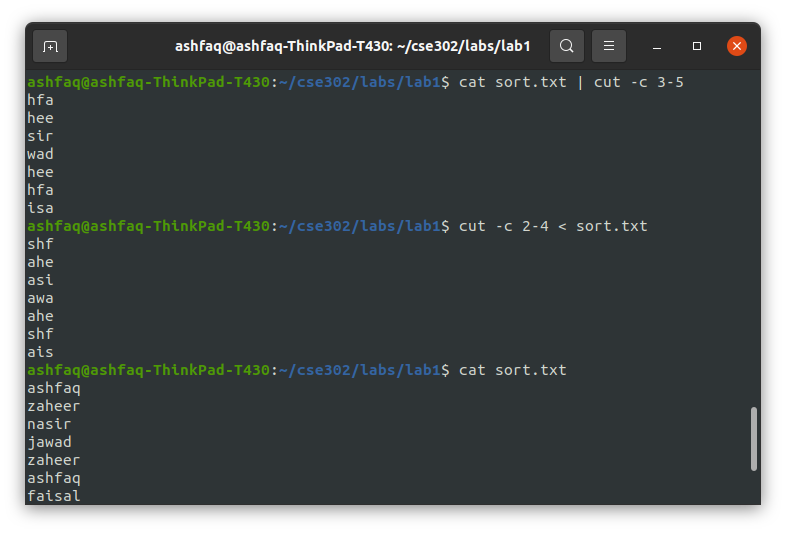 ashfaq@ashfaq-ThinkPad-T430: ~/cse302/labs/lab1
ashfaq@ashfaq-ThinkPad-T430:~/cse302/labs/lab1$ cat sort.txt | cut -c 3-5
hfa
hee
sir
wad
hee
hfa
isa
ashfaq@ashfaq-ThinkPad-T430:~/cse302/labs/lab1$ cut -c 2-4 < sort.txt
shf
ahe
asi
awa
ahe
shf
ais
ashfaq@ashfaq-ThinkPad-T430:~/cse302/labs/lab1$ cat sort.txt
ashfaq
zaheer
nasir
jawad
zaheer
ashfaq
faisal